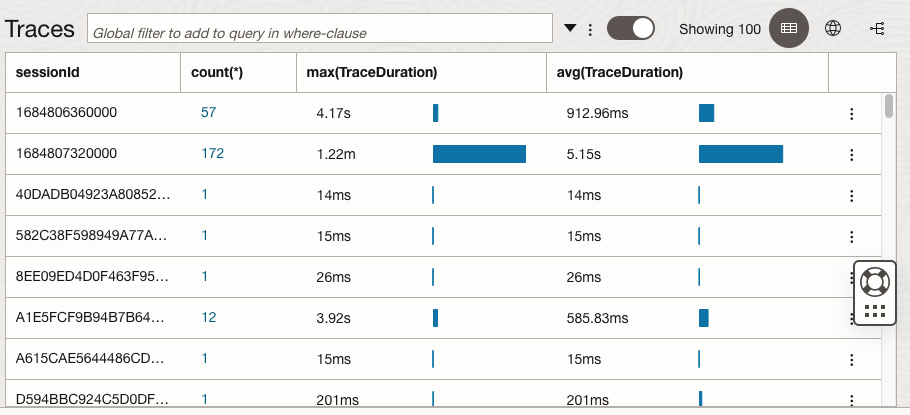 Traces Global filter to add to query in where-clause Showing 100
sessionId count(*) max(TraceDuration) avg(TraceDuration)
1684806360000 57 4.17s 912.96ms
1684807320000 172 1.22m 5.15s
40DADB04923A80852... 1 14ms 14ms
582C38F598949A77A... 1 15ms 15ms
8EE09ED4D0F463F95... 1 26ms 26ms
A1E5FCF9B94B7B64... 12 3.92s 585.83ms
A615CAE5644486CD... 1 15ms 15ms
D594BBC924C5D0DF... 1 201ms 201ms